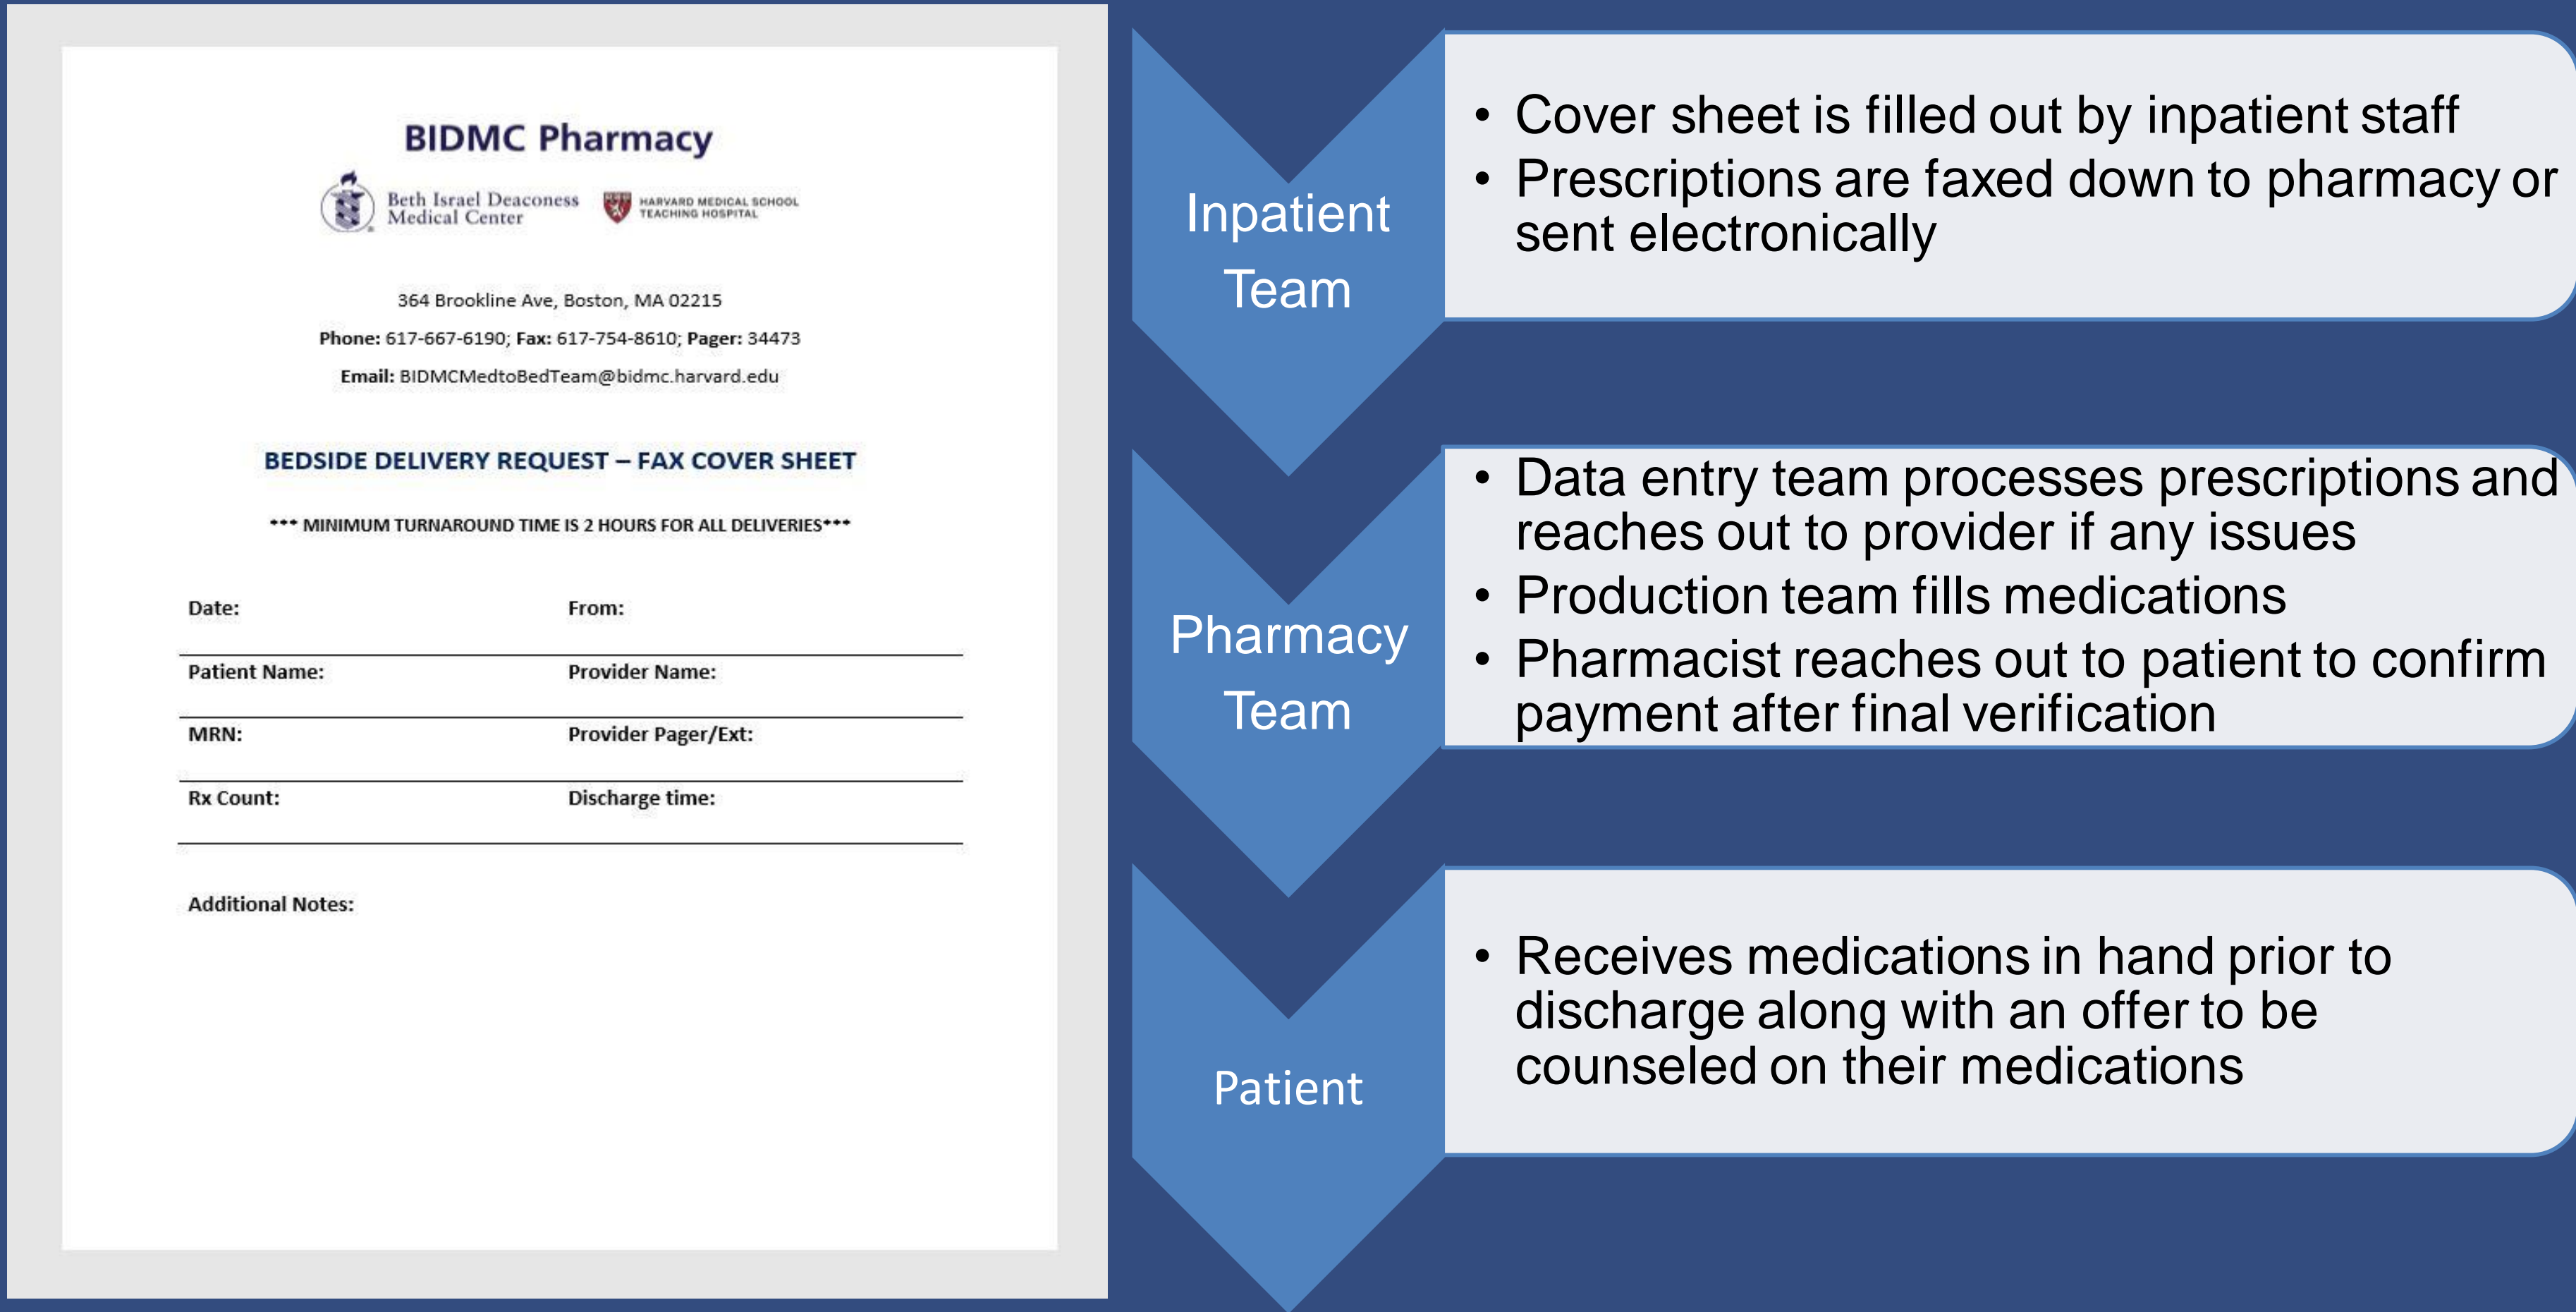 BIDMC Pharmacy
Beth Israel Deaconess
Medical Center
HARVARD MEDICAL SCHOOL
TEACHING HOSPITAL
364 Brookline Ave, Boston, MA 02215
Phone: 617-667-6190; Fax: 617-754-8610; Pager: 34473
Email: BIDMCMedtoBedTeam@bidmc.harvard.edu
BEDSIDE DELIVERY REQUEST – FAX COVER SHEET
*** MINIMUM TURNAROUND TIME IS 2 HOURS FOR ALL DELIVERIES***
Date: From:
Patient Name: Provider Name:
MRN: Provider Pager/Ext:
Rx Count: Discharge time:
Additional Notes:
Inpatient
Team
• Cover sheet is filled out by inpatient staff
• Prescriptions are faxed down to pharmacy or
sent electronically
Pharmacy
Team
• Data entry team processes prescriptions and
reaches out to provider if any issues
• Production team fills medications
• Pharmacist reaches out to patient to confirm
payment after final verification
Patient
• Receives medications in hand prior to
discharge along with an offer to be
counseled on their medications